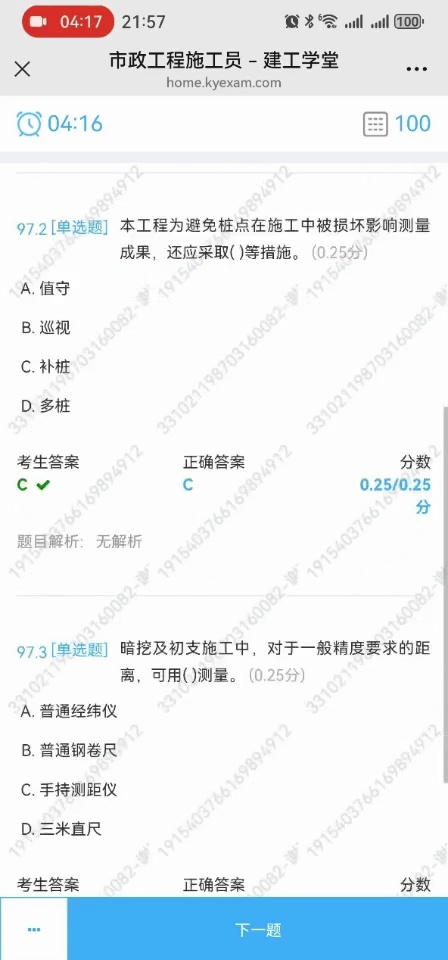 04:17 21:57 100
市政工程施工员 – 建工学堂
home.kyexam.com
04:16 100
97.2 [单选题] 本工程为避免桩点在施工中被损坏影响测量
成果，还应采取( )等措施。(0.25分)
A. 值守
B. 巡视
C. 补桩
D. 多桩
考生答案 正确答案 分数
C C 0.25/0.25
分
题目解析： 无解析
97.3 [单选题] 暗挖及初支施工中，对于一般精度要求的距
离，可用( )测量。(0.25分)
A. 普通经纬仪
B. 普通钢卷尺
C. 手持测距仪
D. 三米直尺
考生答案 正确答案 分数
下一题